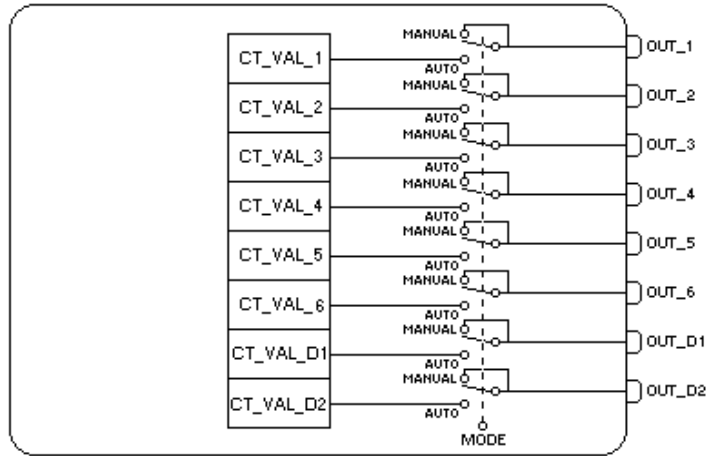 MANUAL
CT_VAL_1
OUT_1
AUTO
MANUAL
CT_VAL_2
OUT_2
AUTO
MANUAL
CT_VAL_3
OUT_3
AUTO
MANUAL
CT_VAL_4
OUT_4
AUTO
MANUAL
CT_VAL_5
OUT_5
AUTO
MANUAL
CT_VAL_6
OUT_6
AUTO
MANUAL
CT_VAL_D1
OUT_D1
AUTO
MANUAL
CT_VAL_D2
OUT_D2
AUTO
MODE